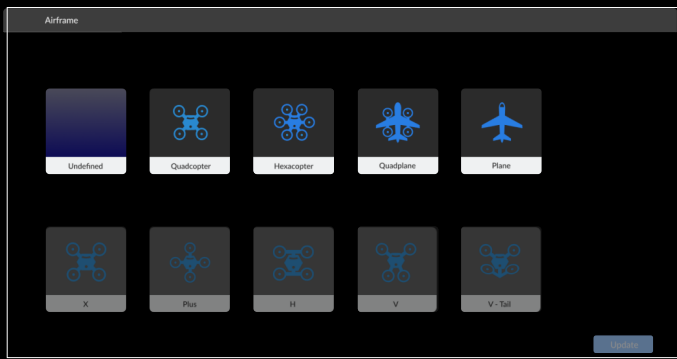 Airframe
Undefined
Quadcopter
Hexacopter
Quadplane
Plane
X
Plus
H
V
V - Tail
Update